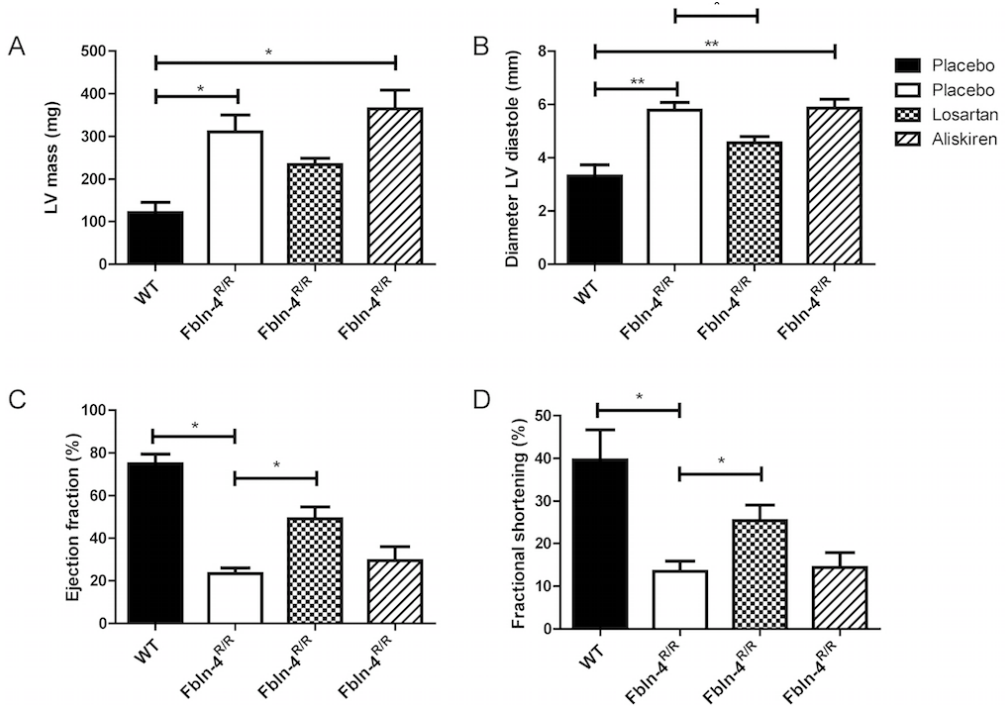 A
LV mass (mg)
500
400
300
200
100
0
*
*
WT
Fbln-4R/R
Fbln-4R/R
Fbln-4R/R
B
Diameter LV diastole (mm)
8
6
4
2
0
**
**
WT
Fbln-4R/R
Fbln-4R/R
Fbln-4R/R
Placebo
Placebo
Losartan
Aliskiren
C
Ejection fraction (%)
100
80
60
40
20
0
*
*
WT
Fbln-4R/R
Fbln-4R/R
Fbln-4R/R
D
Fractional shortening (%)
50
40
30
20
10
0
*
*
WT
Fbln-4R/R
Fbln-4R/R
Fbln-4R/R